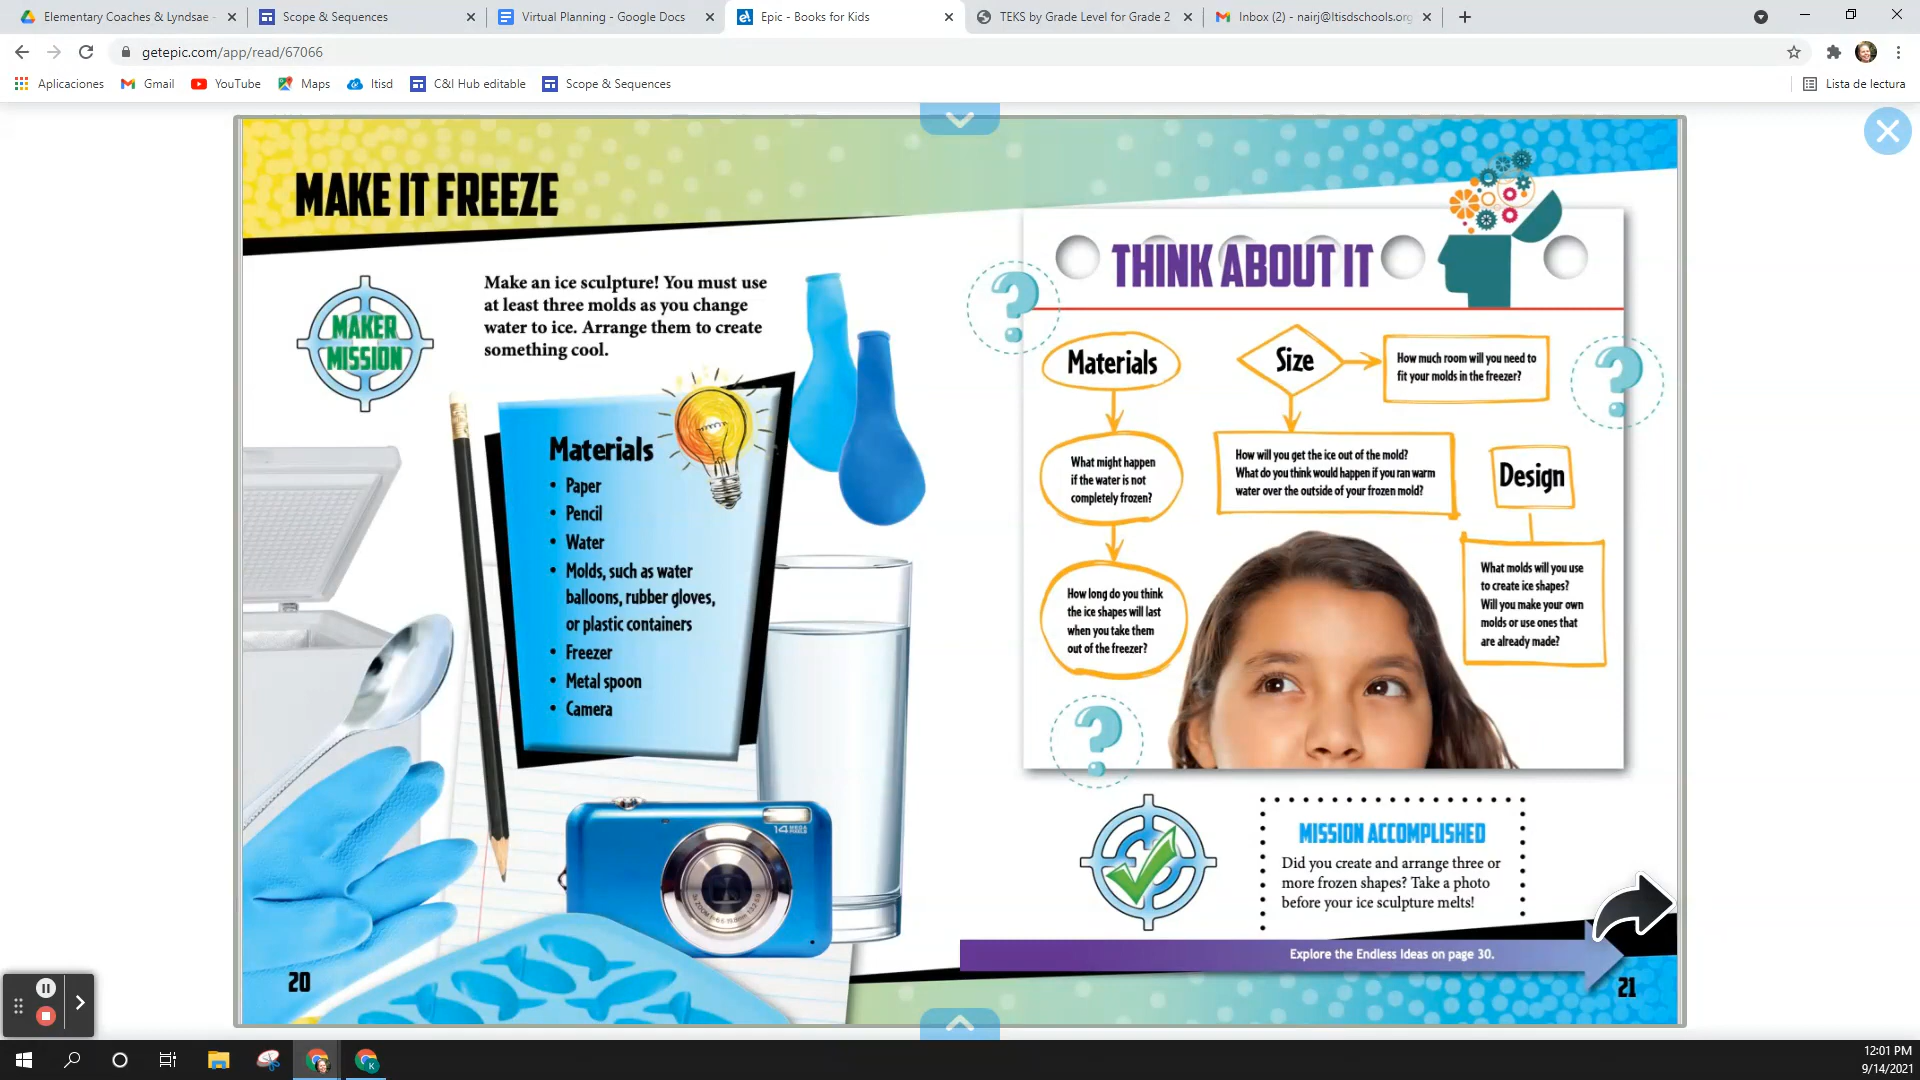 Elementary Coaches & Lyndsae -
Scope & Sequences
Virtual Planning - Google Docs
Epic - Books for Kids
TEKS by Grade Level for Grade 2
Inbox (2) - nairj@ltisdschools.org
getepic.com/app/read/67066
Aplicaciones
Gmail
YouTube
Maps
ltisd
C&I Hub editable
Scope & Sequences
Lista de lectura
MAKE IT FREEZE
MAKER
MISSION
Make an ice sculpture! You must use
at least three molds as you change
water to ice. Arrange them to create
something cool.
Materials
• Paper
• Pencil
• Water
• Molds, such as water
balloons, rubber gloves,
or plastic containers
• Freezer
• Metal spoon
• Camera
14 MEGA
PIXELS
20
THINK ABOUT IT
Materials
What might happen
if the water is not
completely frozen?
How long do you think
the ice shapes will last
when you take them
out of the freezer?
Size
How much room will you need to
fit your molds in the freezer?
How will you get the ice out of the mold?
What do you think would happen if you ran warm
water over the outside of your frozen mold?
Design
What molds will you use
to create ice shapes?
Will you make your own
molds or use ones that
are already made?
MISSION ACCOMPLISHED
Did you create and arrange three or
more frozen shapes? Take a photo
before your ice sculpture melts!
Explore the Endless Ideas on page 30.
21
K
12:01 PM
9/14/2021